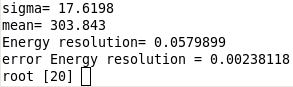 sigma= 17.6198
mean= 303.843
Energy resolution= 0.0579899
error Energy resolution = 0.00238118
root [20]